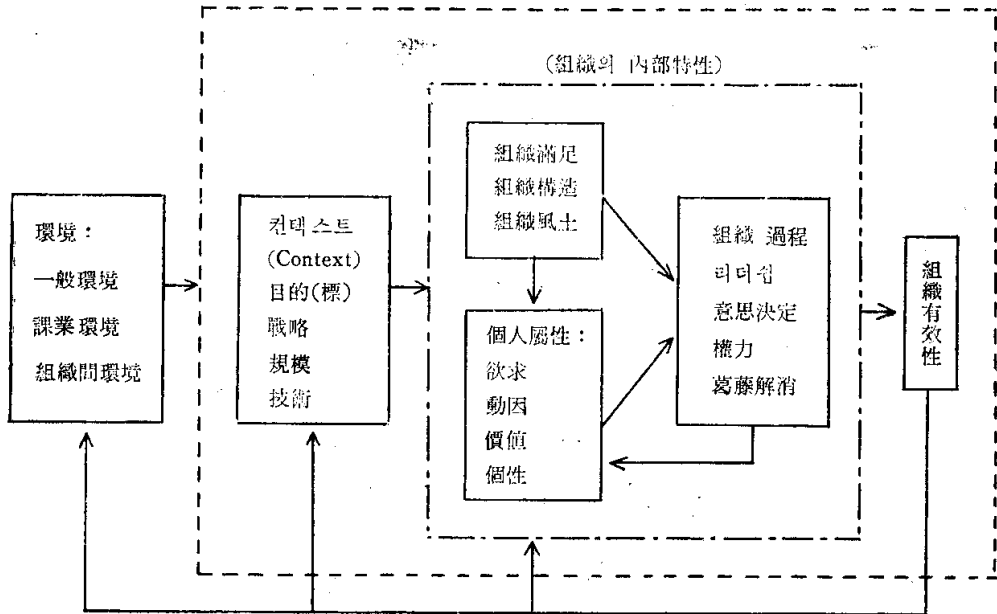 (組織의 內部特性)
環境：
一般環境
課業環境
組織間環境
컨텍스트
(Context)
目的(標)
戰略
規模
技術
組織滿足
組織構造
組織風土
個人屬性：
欲求
動因
價值
個性
組織 過程
리더쉽
意思決定
權力
葛藤解消
組織有效性